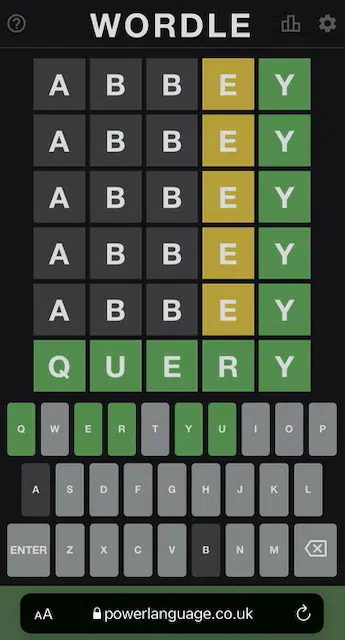 ?
WORDLE
A B B E Y
A B B E Y
A B B E Y
A B B E Y
A B B E Y
Q U E R Y
Q W E R T Y U I O P
A S D F G H J K L
ENTER Z X C V B N M
AA powerlanguage.co.uk